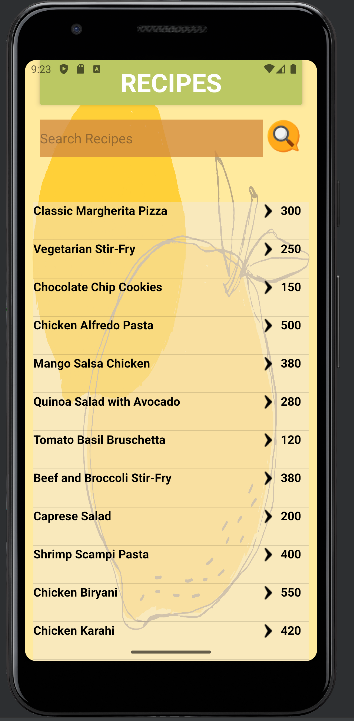 9:23
RECIPES
Search Recipes
Classic Margherita Pizza 300
Vegetarian Stir-Fry 250
Chocolate Chip Cookies 150
Chicken Alfredo Pasta 500
Mango Salsa Chicken 380
Quinoa Salad with Avocado 280
Tomato Basil Bruschetta 120
Beef and Broccoli Stir-Fry 380
Caprese Salad 200
Shrimp Scampi Pasta 400
Chicken Biryani 550
Chicken Karahi 420